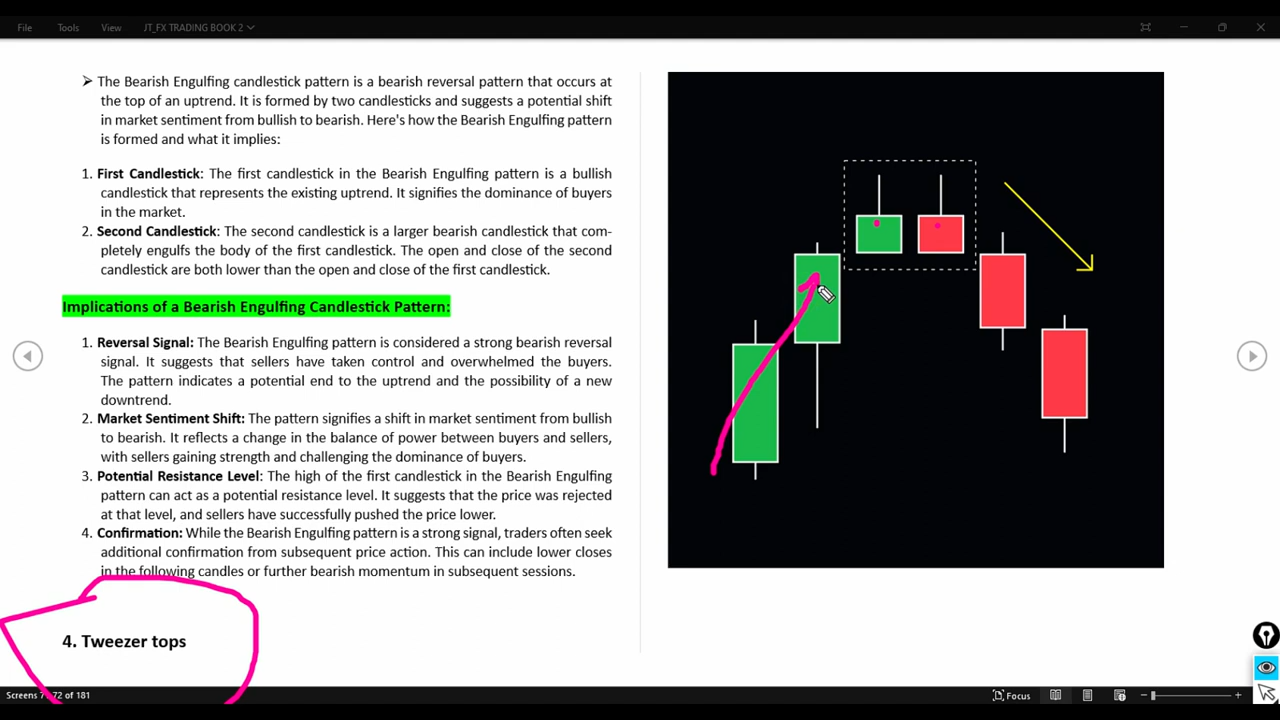 File Tools View JT_FX TRADING BOOK 2
➢ The Bearish Engulfing candlestick pattern is a bearish reversal pattern that occurs at
the top of an uptrend. It is formed by two candlesticks and suggests a potential shift
in market sentiment from bullish to bearish. Here's how the Bearish Engulfing pattern
is formed and what it implies:
1. First Candlestick: The first candlestick in the Bearish Engulfing pattern is a bullish
candlestick that represents the existing uptrend. It signifies the dominance of buyers
in the market.
2. Second Candlestick: The second candlestick is a larger bearish candlestick that com-
pletely engulfs the body of the first candlestick. The open and close of the second
candlestick are both lower than the open and close of the first candlestick.
Implications of a Bearish Engulfing Candlestick Pattern:
1. Reversal Signal: The Bearish Engulfing pattern is considered a strong bearish reversal
signal. It suggests that sellers have taken control and overwhelmed the buyers.
The pattern indicates a potential end to the uptrend and the possibility of a new
downtrend.
2. Market Sentiment Shift: The pattern signifies a shift in market sentiment from bullish
to bearish. It reflects a change in the balance of power between buyers and sellers,
with sellers gaining strength and challenging the dominance of buyers.
3. Potential Resistance Level: The high of the first candlestick in the Bearish Engulfing
pattern can act as a potential resistance level. It suggests that the price was rejected
at that level, and sellers have successfully pushed the price lower.
4. Confirmation: While the Bearish Engulfing pattern is a strong signal, traders often seek
additional confirmation from subsequent price action. This can include lower closes
in the following candles or further bearish momentum in subsequent sessions.
4. Tweezer tops
Screens 72 of 181 Focus